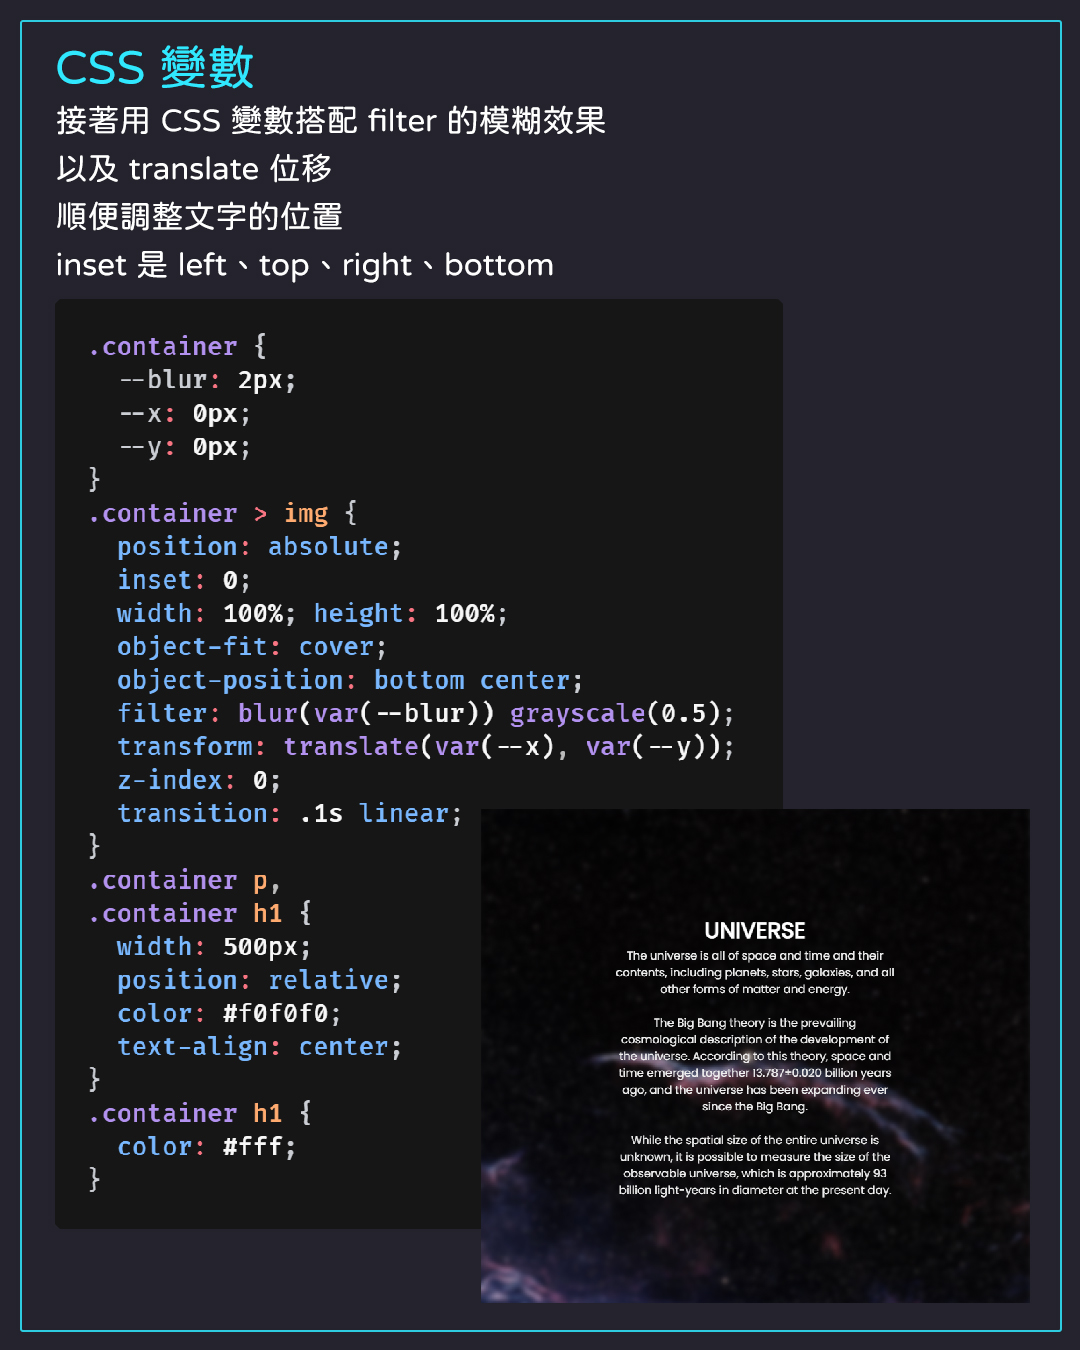 CSS 變數
接著用 CSS 變數搭配 filter 的模糊效果
以及 translate 位移
順便調整文字的位置
inset 是 left、top、right、bottom
.container {
  --blur: 2px;
  --x: 0px;
  --y: 0px;
}
.container > img {
  position: absolute;
  inset: 0;
  width: 100%; height: 100%;
  object-fit: cover;
  object-position: bottom center;
  filter: blur(var(--blur)) grayscale(0.5);
  transform: translate(var(--x), var(--y));
  z-index: 0;
  transition: .1s linear;
}
.container p,
.container h1 {
  width: 500px;
  position: relative;
  color: #f0f0f0;
  text-align: center;
}
.container h1 {
  color: #fff;
}
UNIVERSE
The universe is all of space and time and their
contents, including planets, stars, galaxies, and all
other forms of matter and energy.
The Big Bang theory is the prevailing
cosmological description of the development of
the universe. According to this theory, space and
time emerged together 13.787±0.020 billion years
ago, and the universe has been expanding ever
since the Big Bang.
While the spatial size of the entire universe is
unknown, it is possible to measure the size of the
observable universe, which is approximately 93
billion light-years in diameter at the present day.